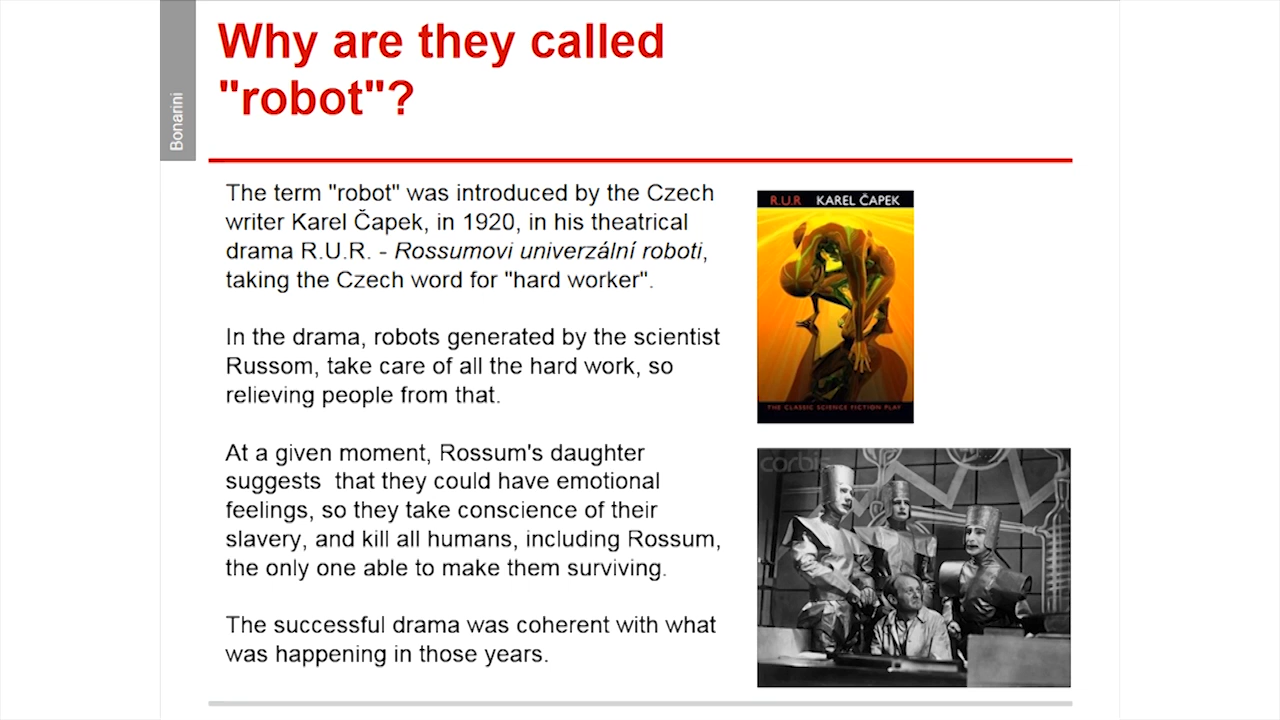 Bonarini
Why are they called
"robot"?
The term "robot" was introduced by the Czech
writer Karel Čapek, in 1920, in his theatrical
drama R.U.R. - Rossumovi univerzální roboti,
taking the Czech word for "hard worker".
In the drama, robots generated by the scientist
Russom, take care of all the hard work, so
relieving people from that.
At a given moment, Rossum's daughter
suggests  that they could have emotional
feelings, so they take conscience of their
slavery, and kill all humans, including Rossum,
the only one able to make them surviving.
The successful drama was coherent with what
was happening in those years.
R.U.R KAREL ČAPEK
THE CLASSIC SCIENCE FICTION PLAY
corbis